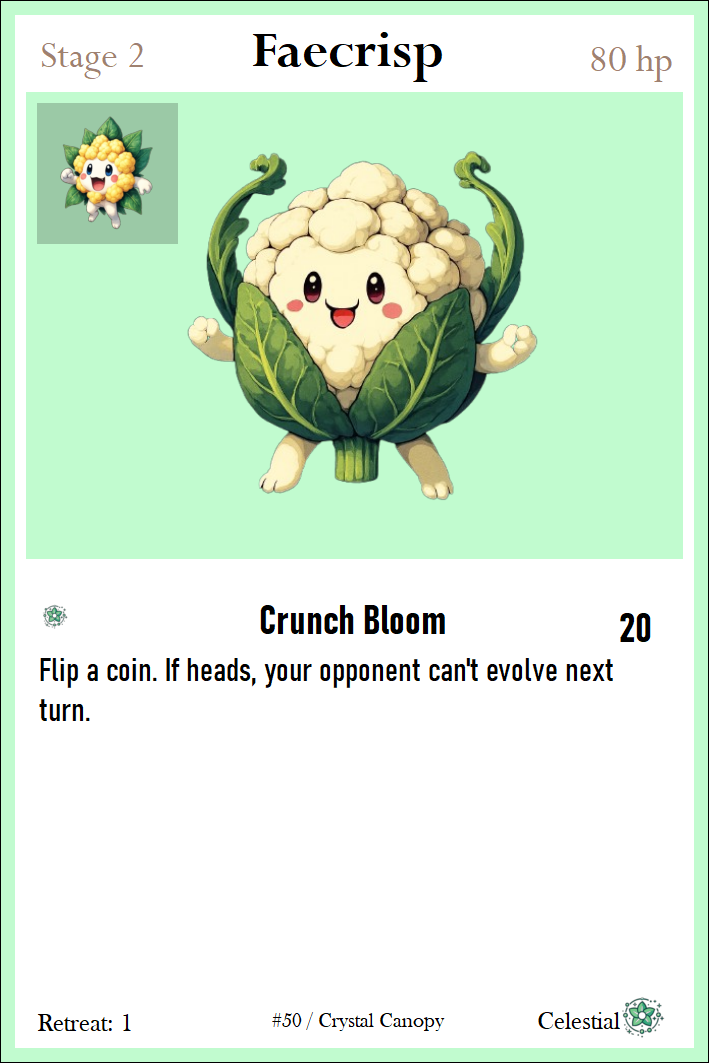 Stage 2
Faecrisp
80 hp
Crunch Bloom
20
Flip a coin. If heads, your opponent can't evolve next
turn.
Retreat: 1
#50 / Crystal Canopy
Celestial